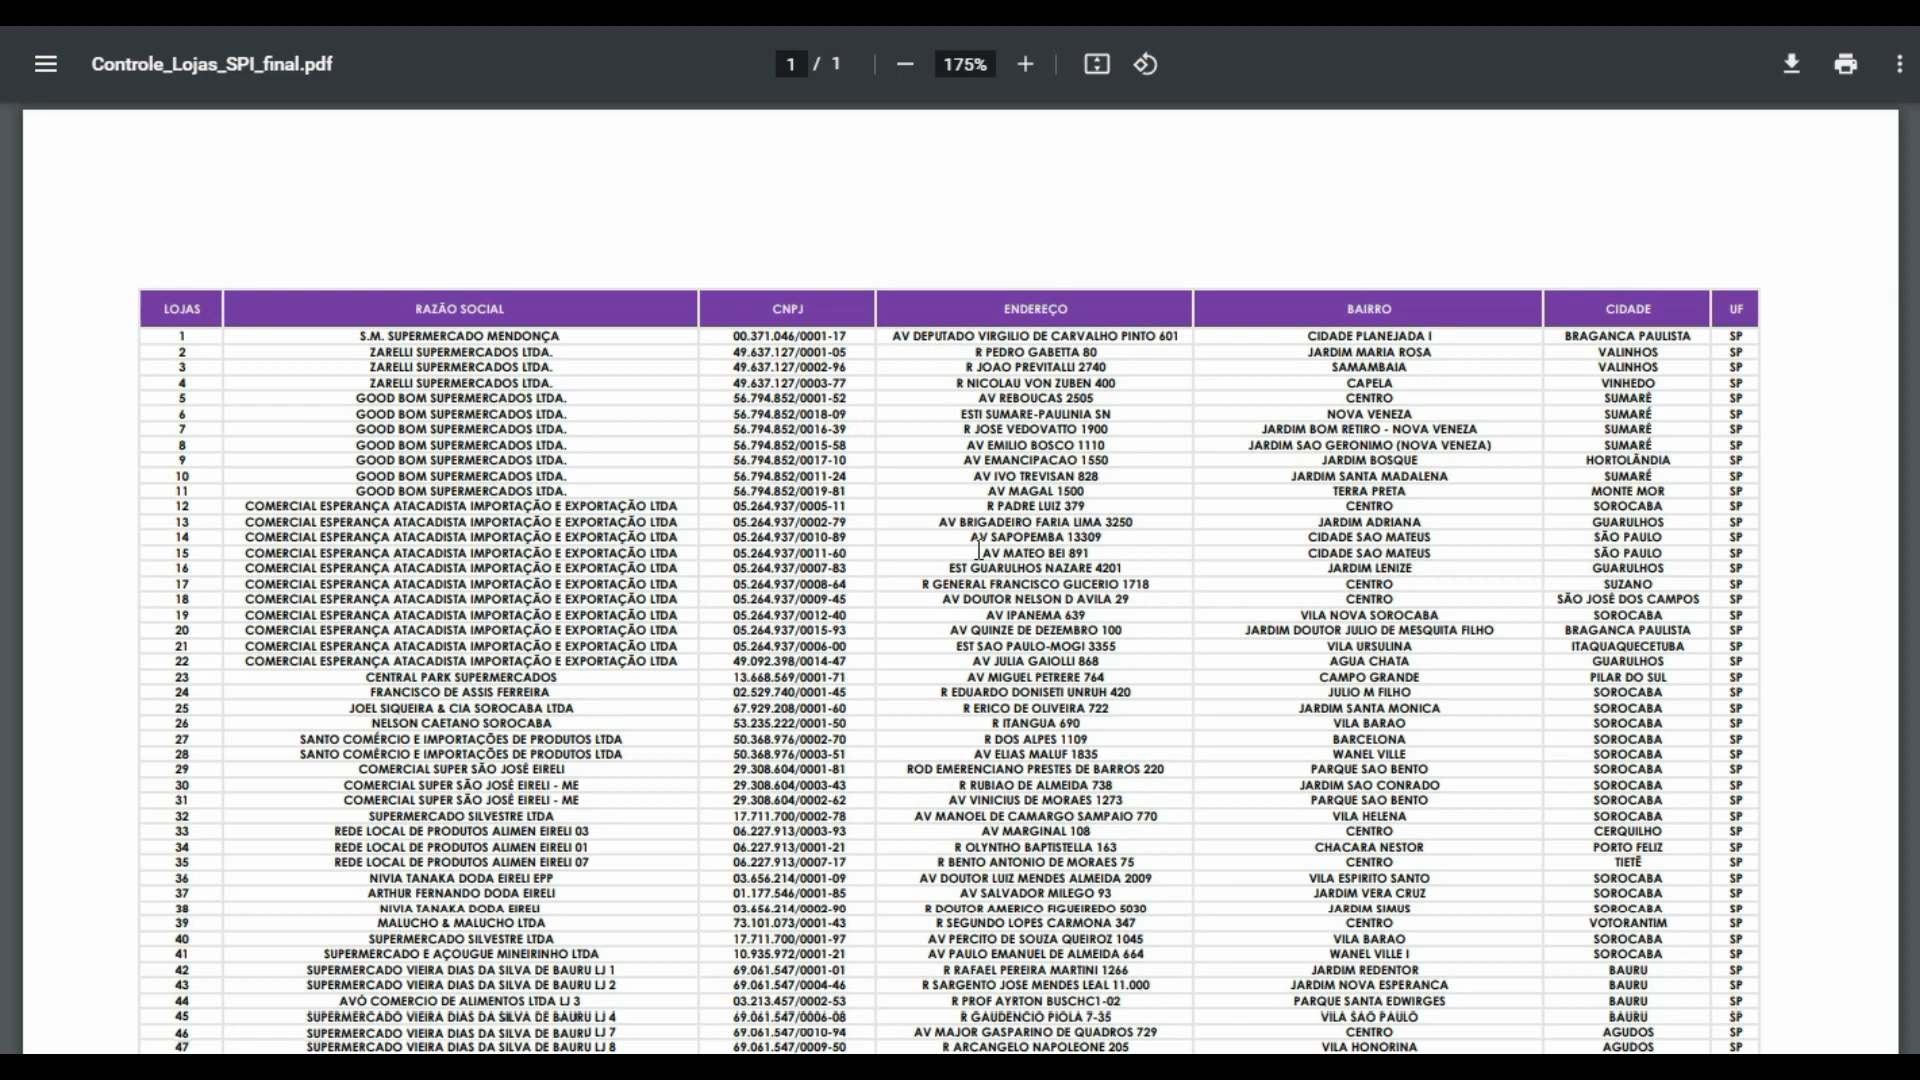 Controle_Lojas_SPI_final.pdf 1 / 1 175%
LOJAS RAZÃO SOCIAL CNPJ ENDEREÇO BAIRRO CIDADE UF
1 S.M. SUPERMERCADO MENDONÇA 00.371.046/0001-17 AV DEPUTADO VIRGILIO DE CARVALHO PINTO 601 CIDADE PLANEJADA I BRAGANCA PAULISTA SP
2 ZARELLI SUPERMERCADOS LTDA. 49.637.127/0001-05 R PEDRO GABETTA 80 JARDIM MARIA ROSA VALINHOS SP
3 ZARELLI SUPERMERCADOS LTDA. 49.637.127/0002-96 R JOAO PREVITALLI 2740 SAMAMBAIA VALINHOS SP
4 ZARELLI SUPERMERCADOS LTDA. 49.637.127/0003-77 R NICOLAU VON ZUBEN 400 CAPELA VINHEDO SP
5 GOOD BOM SUPERMERCADOS LTDA. 56.794.852/0001-52 AV REBOUCAS 2505 CENTRO SUMARÉ SP
6 GOOD BOM SUPERMERCADOS LTDA. 56.794.852/0018-09 ESTI SUMARE-PAULINIA SN NOVA VENEZA SUMARÉ SP
7 GOOD BOM SUPERMERCADOS LTDA. 56.794.852/0016-39 R JOSE VEDOVATTO 1900 JARDIM BOM RETIRO - NOVA VENEZA SUMARÉ SP
8 GOOD BOM SUPERMERCADOS LTDA. 56.794.852/0015-58 AV EMILIO BOSCO 1110 JARDIM SAO GERONIMO (NOVA VENEZA) SUMARÉ SP
9 GOOD BOM SUPERMERCADOS LTDA. 56.794.852/0017-10 AV EMANCIPACAO 1550 JARDIM BOSQUE HORTOLÂNDIA SP
10 GOOD BOM SUPERMERCADOS LTDA. 56.794.852/0011-24 AV IVO TREVISAN 828 JARDIM SANTA MADALENA SUMARÉ SP
11 GOOD BOM SUPERMERCADOS LTDA. 56.794.852/0019-81 AV MAGAL 1500 TERRA PRETA MONTE MOR SP
12 COMERCIAL ESPERANÇA ATACADISTA IMPORTAÇÃO E EXPORTAÇÃO LTDA 05.264.937/0005-11 R PADRE LUIZ 379 CENTRO SOROCABA SP
13 COMERCIAL ESPERANÇA ATACADISTA IMPORTAÇÃO E EXPORTAÇÃO LTDA 05.264.937/0002-79 AV BRIGADEIRO FARIA LIMA 3250 JARDIM ADRIANA GUARULHOS SP
14 COMERCIAL ESPERANÇA ATACADISTA IMPORTAÇÃO E EXPORTAÇÃO LTDA 05.264.937/0010-89 AV SAPOPEMBA 13309 CIDADE SAO MATEUS SÃO PAULO SP
15 COMERCIAL ESPERANÇA ATACADISTA IMPORTAÇÃO E EXPORTAÇÃO LTDA 05.264.937/0011-60 AV MATEO BEI 891 CIDADE SAO MATEUS SÃO PAULO SP
16 COMERCIAL ESPERANÇA ATACADISTA IMPORTAÇÃO E EXPORTAÇÃO LTDA 05.264.937/0007-83 EST GUARULHOS NAZARE 4201 JARDIM LENIZE GUARULHOS SP
17 COMERCIAL ESPERANÇA ATACADISTA IMPORTAÇÃO E EXPORTAÇÃO LTDA 05.264.937/0008-64 R GENERAL FRANCISCO GLICERIO 1718 CENTRO SUZANO SP
18 COMERCIAL ESPERANÇA ATACADISTA IMPORTAÇÃO E EXPORTAÇÃO LTDA 05.264.937/0009-45 AV DOUTOR NELSON D AVILA 29 CENTRO SÃO JOSÉ DOS CAMPOS SP
19 COMERCIAL ESPERANÇA ATACADISTA IMPORTAÇÃO E EXPORTAÇÃO LTDA 05.264.937/0012-40 AV IPANEMA 639 VILA NOVA SOROCABA SOROCABA SP
20 COMERCIAL ESPERANÇA ATACADISTA IMPORTAÇÃO E EXPORTAÇÃO LTDA 05.264.937/0015-93 AV QUINZE DE DEZEMBRO 100 JARDIM DOUTOR JULIO DE MESQUITA FILHO BRAGANCA PAULISTA SP
21 COMERCIAL ESPERANÇA ATACADISTA IMPORTAÇÃO E EXPORTAÇÃO LTDA 05.264.937/0006-00 EST SAO PAULO-MOGI 3355 VILA URSULINA ITAQUAQUECETUBA SP
22 COMERCIAL ESPERANÇA ATACADISTA IMPORTAÇÃO E EXPORTAÇÃO LTDA 49.092.398/0014-47 AV JULIA GAIOLLI 868 AGUA CHATA GUARULHOS SP
23 CENTRAL PARK SUPERMERCADOS 13.668.569/0001-71 AV MIGUEL PETRERE 764 CAMPO GRANDE PILAR DO SUL SP
24 FRANCISCO DE ASSIS FERREIRA 02.529.740/0001-45 R EDUARDO DONISETI UNRUH 420 JULIO M FILHO SOROCABA SP
25 JOEL SIQUEIRA & CIA SOROCABA LTDA 67.929.208/0001-60 R ERICO DE OLIVEIRA 722 JARDIM SANTA MONICA SOROCABA SP
26 NELSON CAETANO SOROCABA 53.235.222/0001-50 R ITANGUA 690 VILA BARAO SOROCABA SP
27 SANTO COMÉRCIO E IMPORTAÇÕES DE PRODUTOS LTDA 50.368.976/0002-70 R DOS ALPES 1109 BARCELONA SOROCABA SP
28 SANTO COMÉRCIO E IMPORTAÇÕES DE PRODUTOS LTDA 50.368.976/0003-51 AV ELIAS MALUF 1835 WANEL VILLE SOROCABA SP
29 COMERCIAL SUPER SÃO JOSÉ EIRELI 29.308.604/0001-81 ROD EMERENCIANO PRESTES DE BARROS 220 PARQUE SAO BENTO SOROCABA SP
30 COMERCIAL SUPER SÃO JOSÉ EIRELI - ME 29.308.604/0003-43 R RUBIAO DE ALMEIDA 738 JARDIM SAO CONRADO SOROCABA SP
31 COMERCIAL SUPER SÃO JOSÉ EIRELI - ME 29.308.604/0002-62 AV VINICIUS DE MORAES 1273 PARQUE SAO BENTO SOROCABA SP
32 SUPERMERCADO SILVESTRE LTDA 17.711.700/0002-78 AV MANOEL DE CAMARGO SAMPAIO 770 VILA HELENA SOROCABA SP
33 REDE LOCAL DE PRODUTOS ALIMEN EIRELI 03 06.227.913/0003-93 AV MARGINAL 108 CENTRO CERQUILHO SP
34 REDE LOCAL DE PRODUTOS ALIMEN EIRELI 01 06.227.913/0001-21 R OLYNTHO BAPTISTELLA 163 CHACARA NESTOR PORTO FELIZ SP
35 REDE LOCAL DE PRODUTOS ALIMEN EIRELI 07 06.227.913/0007-17 R BENTO ANTONIO DE MORAES 75 CENTRO TIETÊ SP
36 NIVIA TANAKA DODA EIRELI EPP 03.656.214/0001-09 AV DOUTOR LUIZ MENDES ALMEIDA 2009 VILA ESPIRITO SANTO SOROCABA SP
37 ARTHUR FERNANDO DODA EIRELI 01.177.546/0001-85 AV SALVADOR MILEGO 93 JARDIM VERA CRUZ SOROCABA SP
38 NIVIA TANAKA DODA EIRELI 03.656.214/0002-90 R DOUTOR AMERICO FIGUEIREDO 5030 JARDIM SIMUS SOROCABA SP
39 MALUCHO & MALUCHO LTDA 73.101.073/0001-43 R SEGUNDO LOPES CARMONA 347 CENTRO VOTORANTIM SP
40 SUPERMERCADO SILVESTRE LTDA 17.711.700/0001-97 AV PERCITO DE SOUZA QUEIROZ 1045 VILA BARAO SOROCABA SP
41 SUPERMERCADO E AÇOUGUE MINEIRINHO LTDA 10.935.972/0001-21 AV PAULO EMANUEL DE ALMEIDA 664 WANEL VILLE I SOROCABA SP
42 SUPERMERCADO VIEIRA DIAS DA SILVA DE BAURU LJ 1 69.061.547/0001-01 R RAFAEL PEREIRA MARTINI 1266 JARDIM REDENTOR BAURU SP
43 SUPERMERCADO VIEIRA DIAS DA SILVA DE BAURU LJ 2 69.061.547/0004-46 R SARGENTO JOSE MENDES LEAL 11.000 JARDIM NOVA ESPERANCA BAURU SP
44 AVÓ COMERCIO DE ALIMENTOS LTDA LJ 3 03.213.457/0002-53 R PROF AYRTON BUSCHC1-02 PARQUE SANTA EDWIRGES BAURU SP
45 SUPERMERCADO VIEIRA DIAS DA SILVA DE BAURU LJ 4 69.061.547/0006-08 R GAUDENCIO PIOLA 7-35 VILA SAO PAULO BAURU SP
46 SUPERMERCADO VIEIRA DIAS DA SILVA DE BAURU LJ 7 69.061.547/0010-94 AV MAJOR GASPARINO DE QUADROS 729 CENTRO AGUDOS SP
47 SUPERMERCADO VIEIRA DIAS DA SILVA DE BAURU LJ 8 69.061.547/0009-50 R ARCANGELO NAPOLEONE 205 VILA HONORINA AGUDOS SP